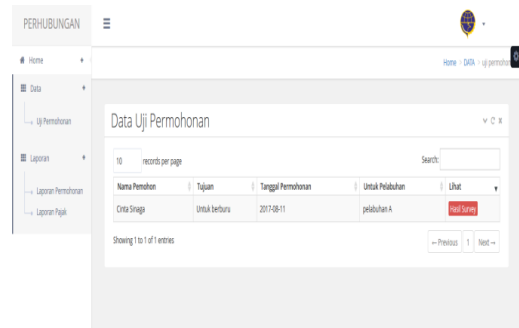 PERHUBUNGAN
Home
Home > DATA > uji permohon
Data
Uji Permohonan
Laporan
Laporan Permohonan
Laporan Pajak
Data Uji Permohonan
10 records per page
Search:
Nama Pemohon Tujuan Tanggal Permohonan Untuk Pelabuhan Lihat
Cinta Sinaga Untuk berburu 2017-08-11 pelabuhan A Hasil Survey
Showing 1 to 1 of 1 entries
← Previous 1 Next →